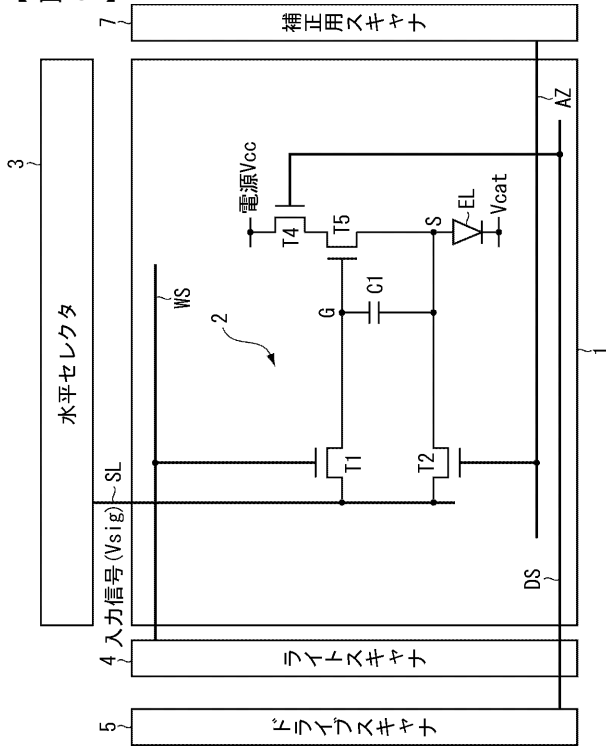 3
水平セレクタ
7
補正用スキャナ
入力信号(Vsig)
SL
WS
2
電源Vcc
T4
T5
G
C1
S
EL
Vcat
T1
T2
AZ
DS
1
4
ライトスキャナ
5
ドライブスキャナ